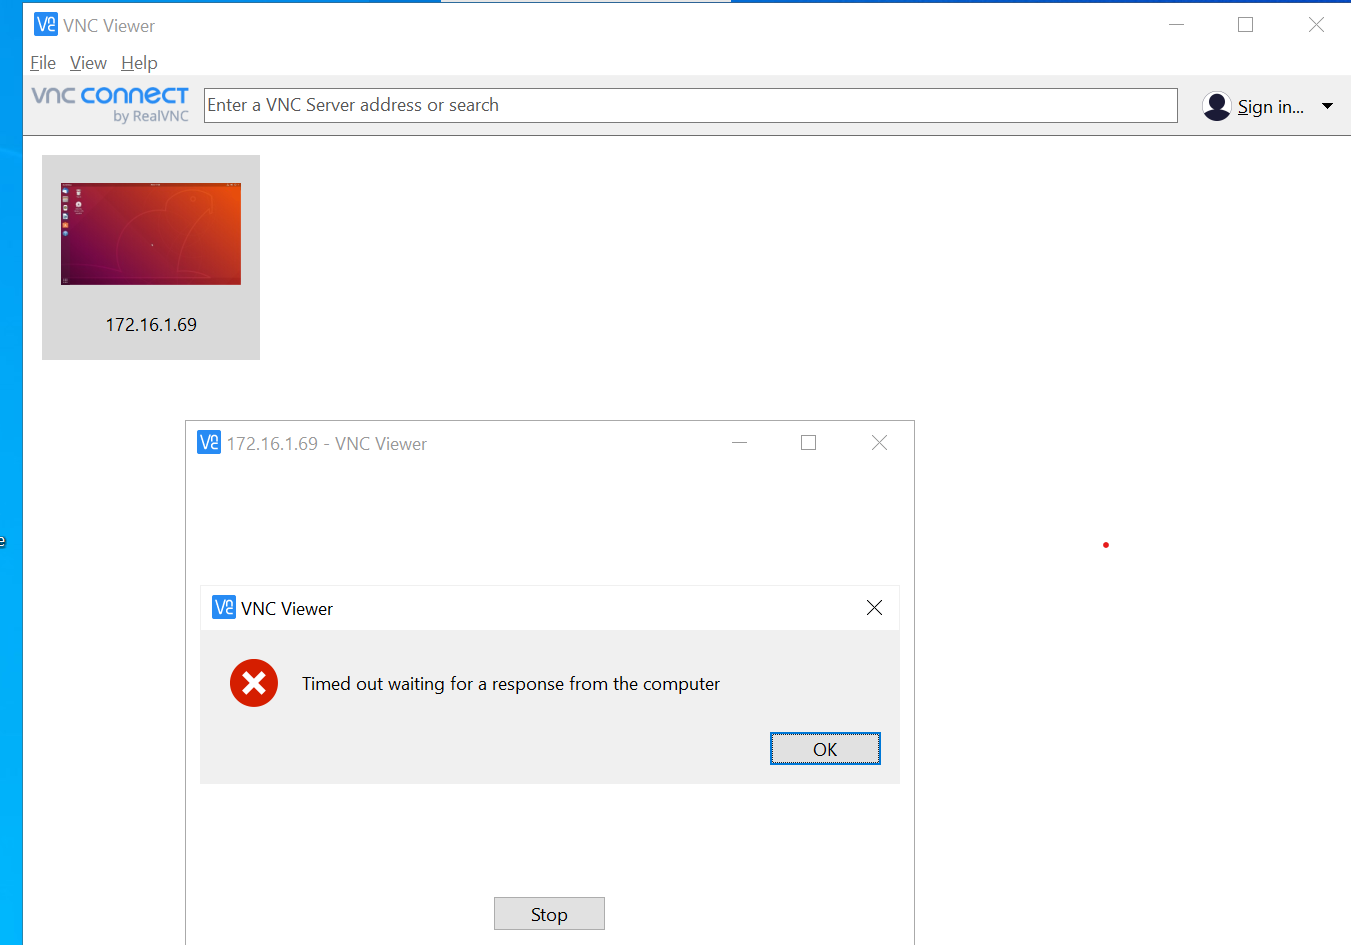 VNC Viewer
File View Help
vnc connect
by RealVNC
Enter a VNC Server address or search
Sign in...
172.16.1.69
172.16.1.69 - VNC Viewer
e
VNC Viewer
Timed out waiting for a response from the computer
OK
Stop